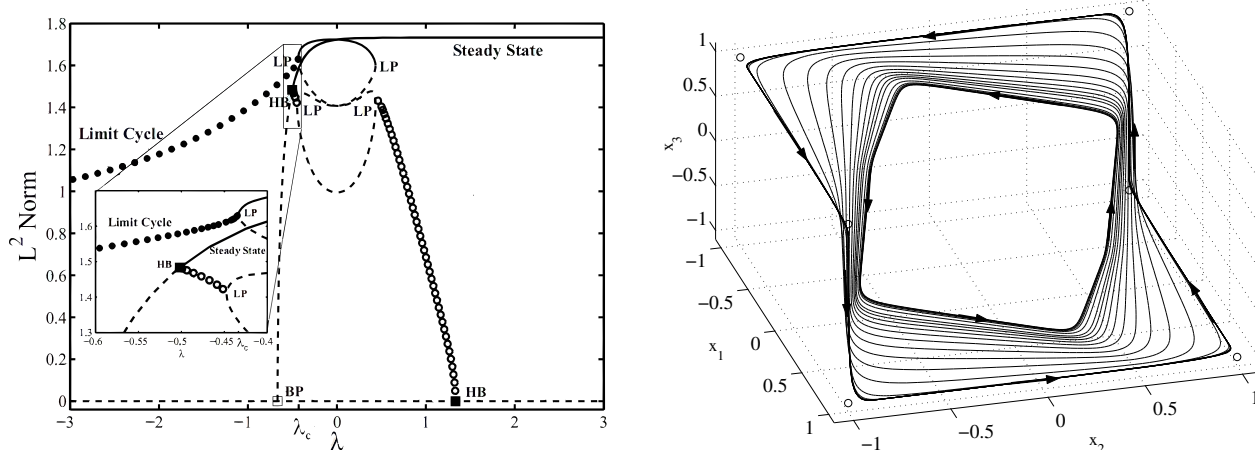 1.8
1.6
1.4
1.2
1
0.8
0.6
0.4
0.2
0
L² Norm
−3
−2
−1
λc
0
1
2
3
λ
Steady State
Limit Cycle
LP
LP
HB
LP
LP
BP
HB
1.6
1.5
1.4
1.3
−0.6
−0.55
−0.5
−0.45
λc
−0.4
λ
Limit Cycle
LP
Steady State
HB
LP
1
0.5
0
−0.5
−1
x3
−1
−0.5
0
0.5
1
x1
−1
−0.5
0
0.5
1
x2